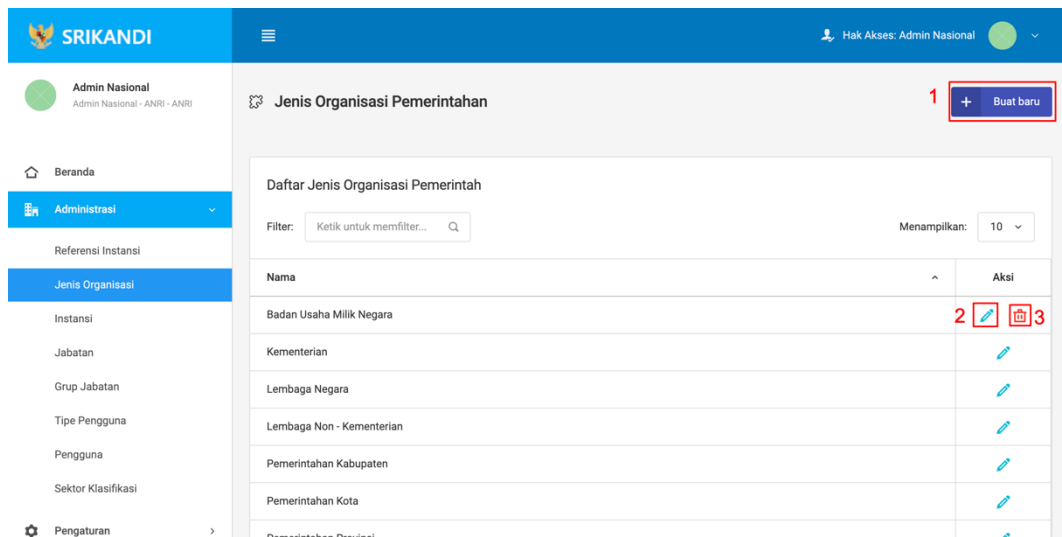 SRIKANDI
Hak Akses: Admin Nasional
Admin Nasional
Admin Nasional - ANRI - ANRI
Jenis Organisasi Pemerintahan
1
+ Buat baru
Beranda
Administrasi
Referensi Instansi
Jenis Organisasi
Instansi
Jabatan
Grup Jabatan
Tipe Pengguna
Pengguna
Sektor Klasifikasi
Pengaturan
Daftar Jenis Organisasi Pemerintah
Filter: Ketik untuk memfilter...
Menampilkan: 10
Nama Aksi
Badan Usaha Milik Negara 2 3
Kementerian
Lembaga Negara
Lembaga Non - Kementerian
Pemerintahan Kabupaten
Pemerintahan Kota
Pemerintahan Provinsi